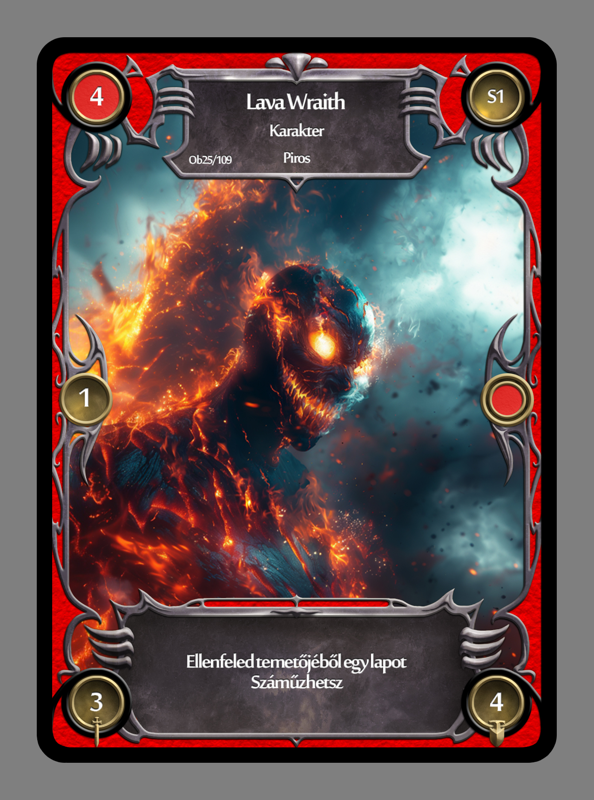 4
Lava Wraith
S1
Karakter
Ob25/109
Piros
1
Ellenfeled temetőjéből egy lapot
Száműzhetsz
3
4